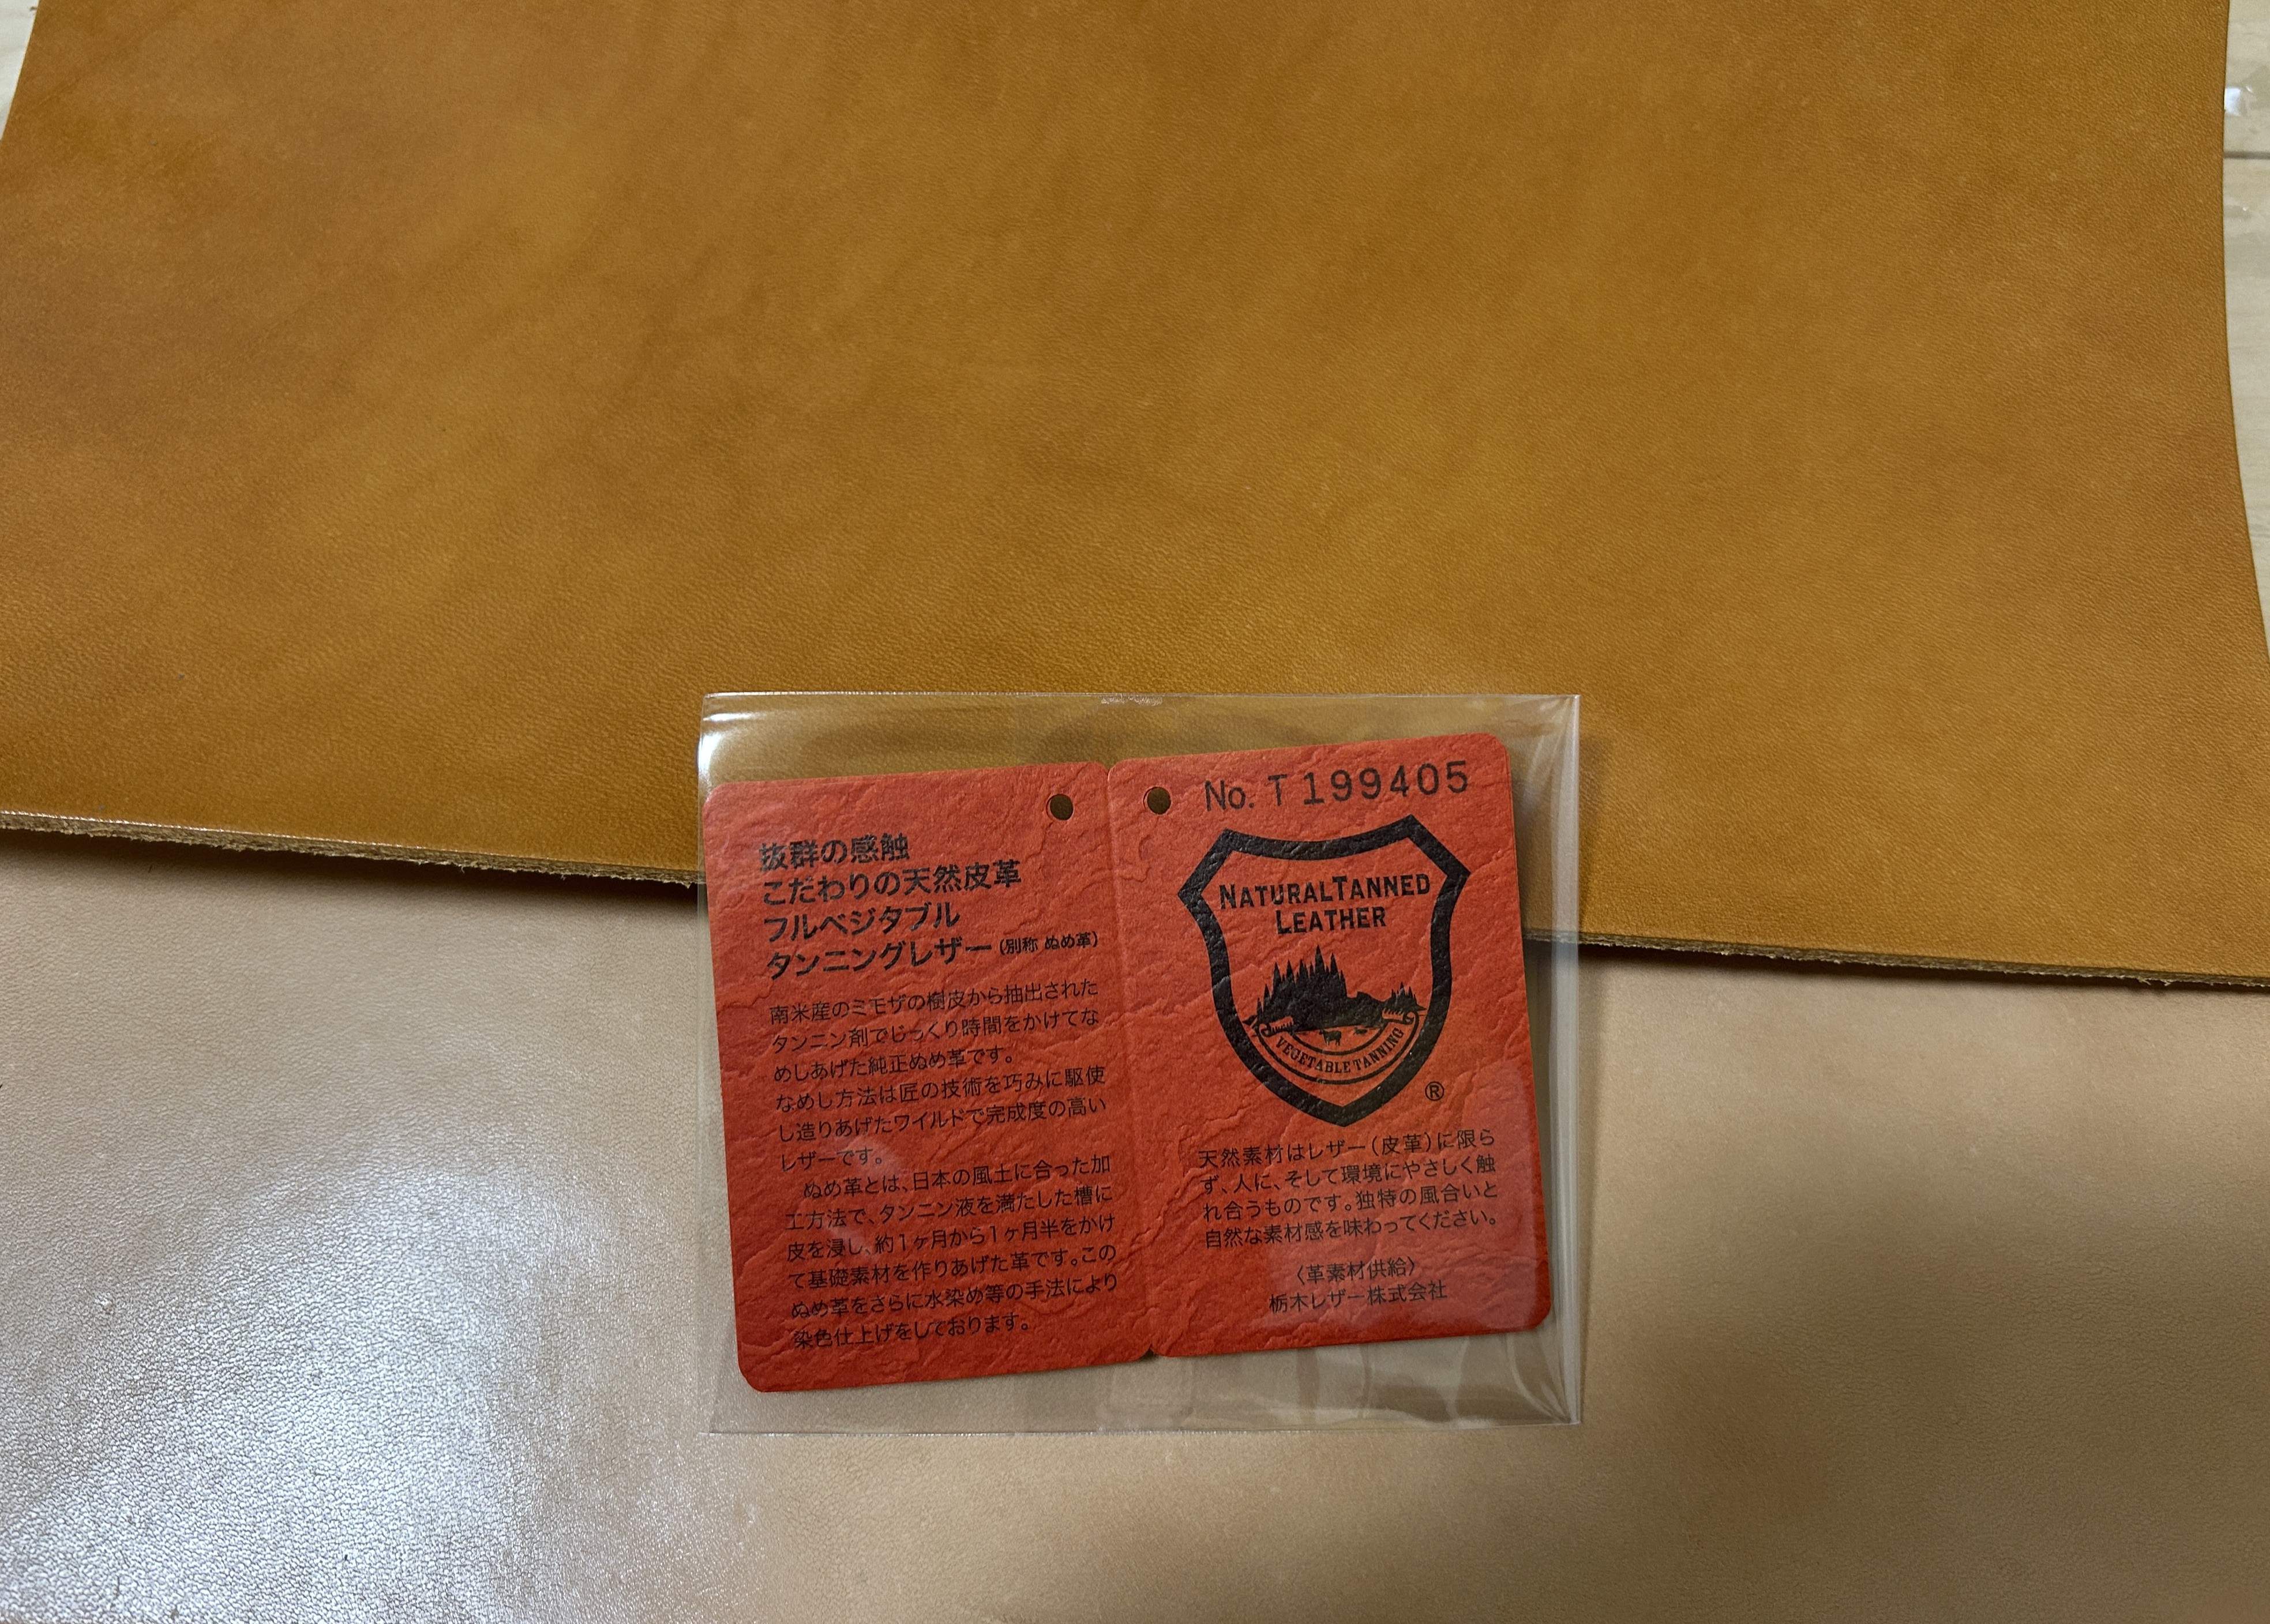 抜群の感触
こだわりの天然皮革
フルベジタブル
タンニングレザー(別称 ぬめ革)
南米産のミモザの樹皮から抽出された
タンニン剤でじっくり時間をかけてな
めしあげた純正ぬめ革です。
なめし方法は匠の技術を巧みに駆使
し造りあげたワイルドで完成度の高い
レザーです。
ぬめ革とは、日本の風土に合った加
工方法で、タンニン液を満たした槽に
皮を浸し、約1ヶ月から1ヶ月半をかけ
て基礎素材を作りあげた革です。この
ぬめ革をさらに水染め等の手法により
染色仕上げをしております。
No. T 199405
NATURAL TANNED
LEATHER
VEGETABLE TANNING
®
天然素材はレザー(皮革)に限ら
ず、人に、そして環境にやさしく触
れ合うものです。独特の風合いと
自然な素材感を味わってください。
〈革素材供給〉
栃木レザー株式会社